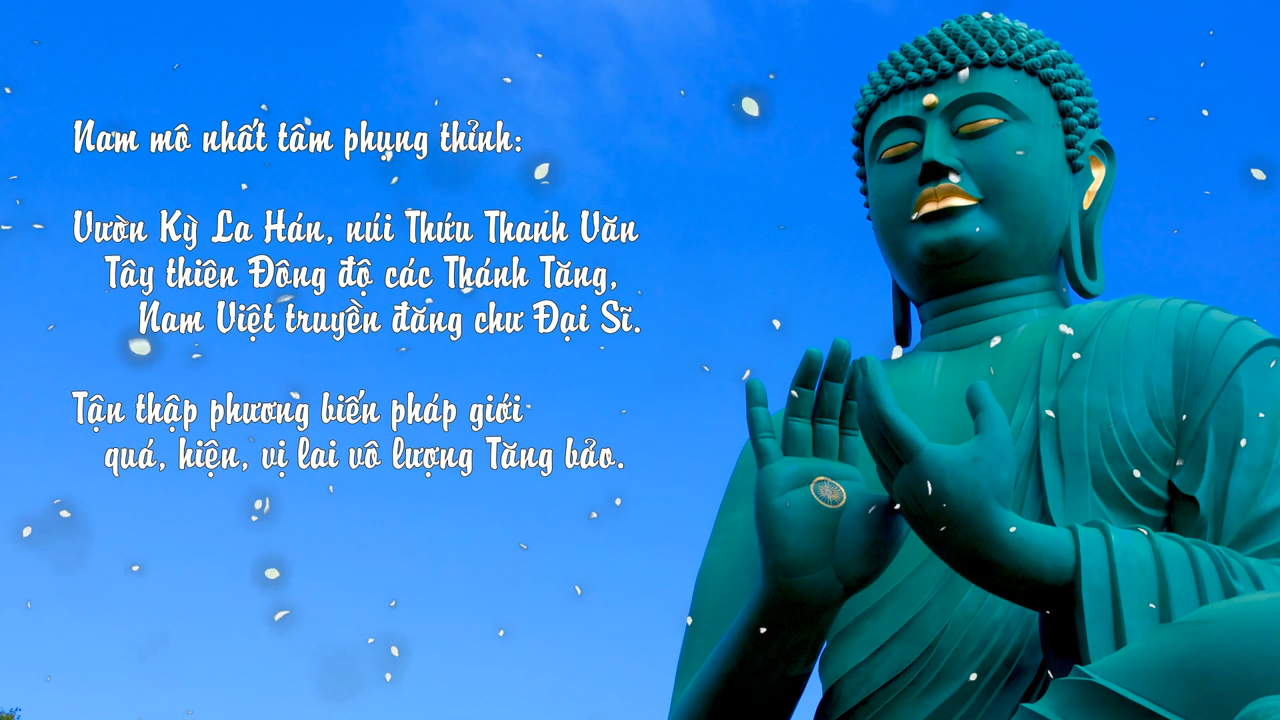 Nam mô nhất tâm phụng thỉnh:
Vườn Kỳ La Hán, núi Thứu Thanh Văn
Tây thiên Đông độ các Thánh Tăng,
Nam Việt truyền đăng chư Đại Sĩ.
Tận thập phương biến pháp giới
quá, hiện, vị lai vô lượng Tăng bảo.